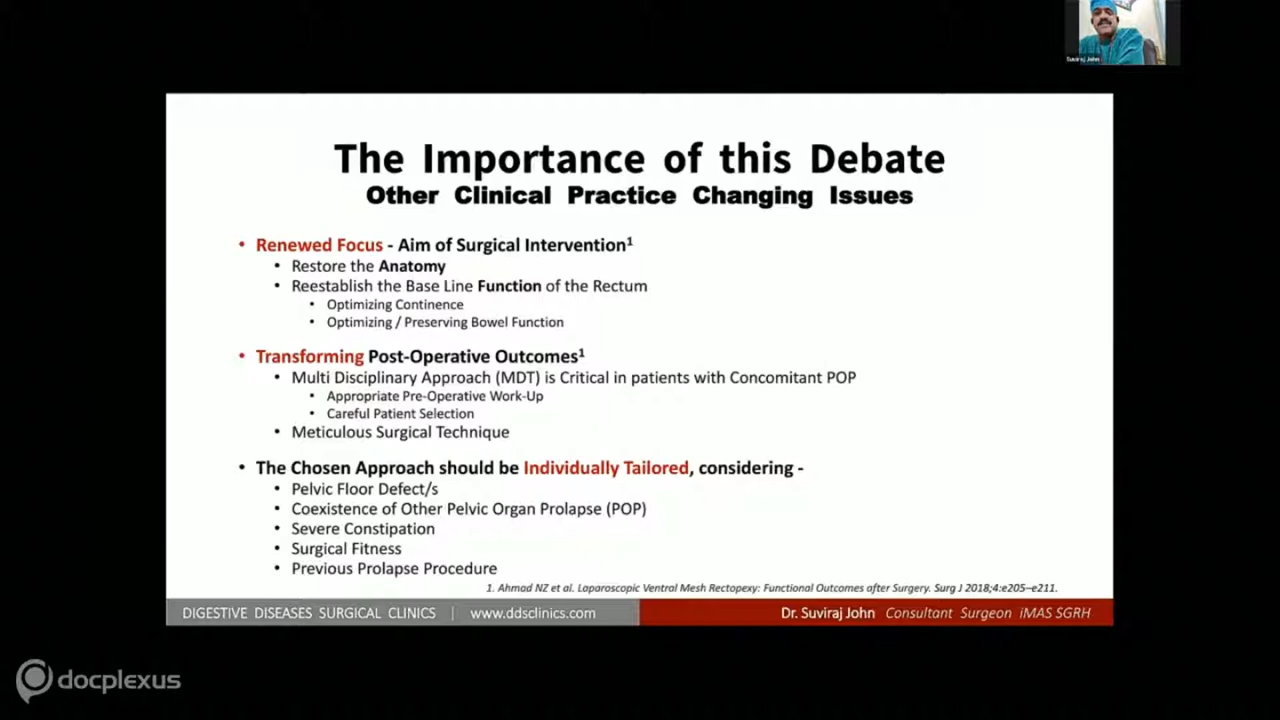 Suviraj John
The Importance of this Debate
Other Clinical Practice Changing Issues
• Renewed Focus - Aim of Surgical Intervention¹
• Restore the Anatomy
• Reestablish the Base Line Function of the Rectum
• Optimizing Continence
• Optimizing / Preserving Bowel Function
• Transforming Post-Operative Outcomes¹
• Multi Disciplinary Approach (MDT) is Critical in patients with Concomitant POP
• Appropriate Pre-Operative Work-Up
• Careful Patient Selection
• Meticulous Surgical Technique
• The Chosen Approach should be Individually Tailored, considering -
• Pelvic Floor Defect/s
• Coexistence of Other Pelvic Organ Prolapse (POP)
• Severe Constipation
• Surgical Fitness
• Previous Prolapse Procedure
1. Ahmad NZ et al. Laparoscopic Ventral Mesh Rectopexy: Functional Outcomes after Surgery. Surg J 2018;4:e205–e211.
DIGESTIVE DISEASES SURGICAL CLINICS | www.ddsclinics.com Dr. Suviraj John Consultant Surgeon iMAS SGRH
docplexus